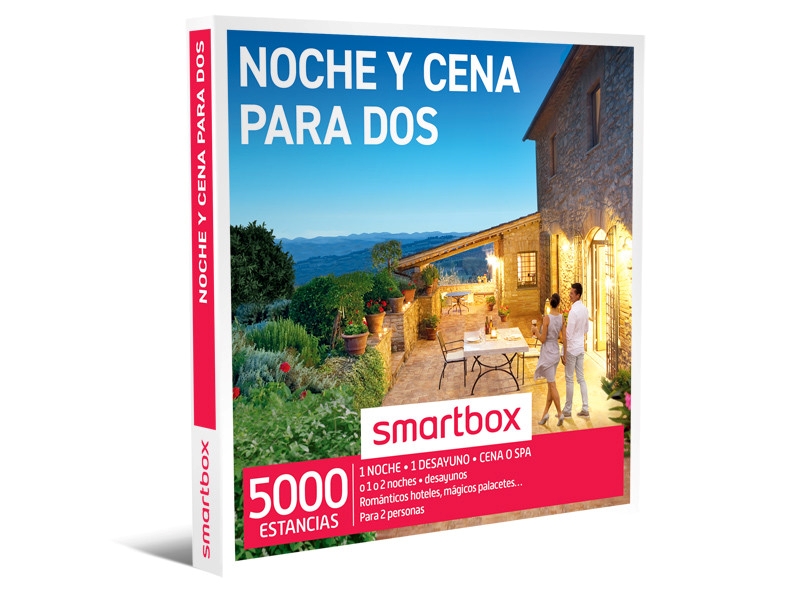 NOCHE Y CENA PARA DOS
smartbox
NOCHE Y CENA
PARA DOS
smartbox
5000
ESTANCIAS
1 NOCHE • 1 DESAYUNO • CENA O SPA
o 1 o 2 noches • desayunos
Románticos hoteles, mágicos palacetes...
Para 2 personas